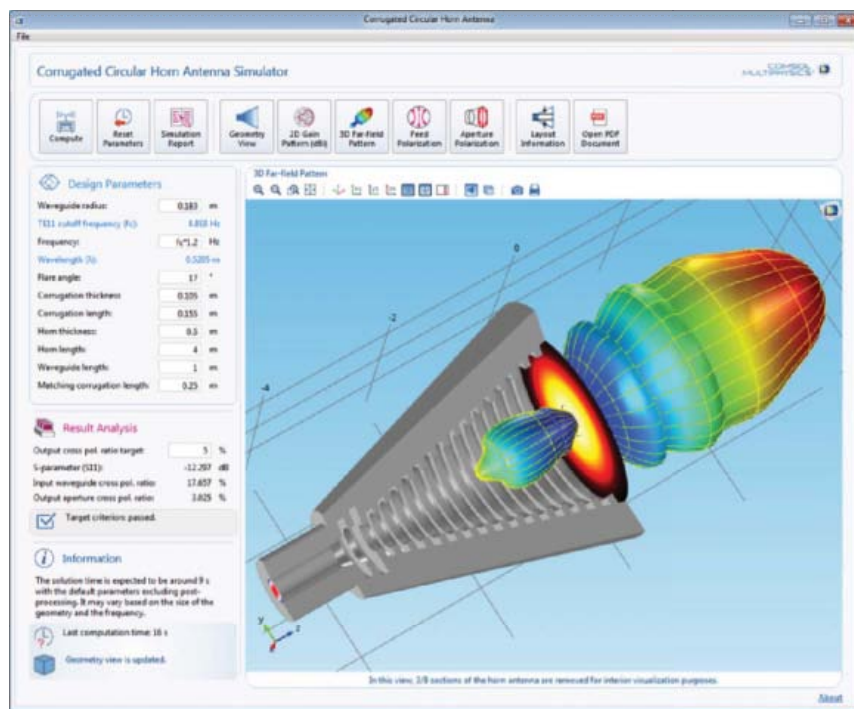 Corrugated Circular Horn Antenna
File
Corrugated Circular Horn Antenna Simulator
COMSOL
MULTIPHYSICS
Compute
Reset
Parameters
Simulation
Report
Geometry
View
2D Gain
Pattern (dBi)
3D Far-Field
Pattern
Feed
Polarization
Aperture
Polarization
Layout
Information
Open PDF
Document
Design Parameters
Waveguide radius: 0.183 m
TE11 cutoff frequency (fc): Hz
Frequency: fc*1.2 Hz
Wavelength 0.5205 m
Flare angle: 17 °
Corrugation thickness 0.105 m
Corrugation length: 0.155 m
Horn thickness: 0.5 m
Horn length: 4 m
Waveguide length: 1 m
Matching corrugation length: 0.25 m
Result Analysis
Output cross pol. ratio target: 5 %
S-parameter (S11): -12.297 dB
Input waveguide cross pol. ratio: 17.657 %
Output aperture cross pol. ratio: 3.825 %
Target criterion passed.
Information
The solution time is expected to be around 9 s
with the default parameters excluding post-
processing. It may vary based on the size of the
geometry and the frequency.
Last computation time: 16 s
Geometry view is updated.
3D Far-field Pattern
0
-2
-4
y
z
In this view, 3/8 sections of the horn antenna are removed for interior visualization purposes.
About